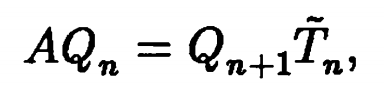 $AQ_n = Q_{n+1}\tilde{T}_n,$